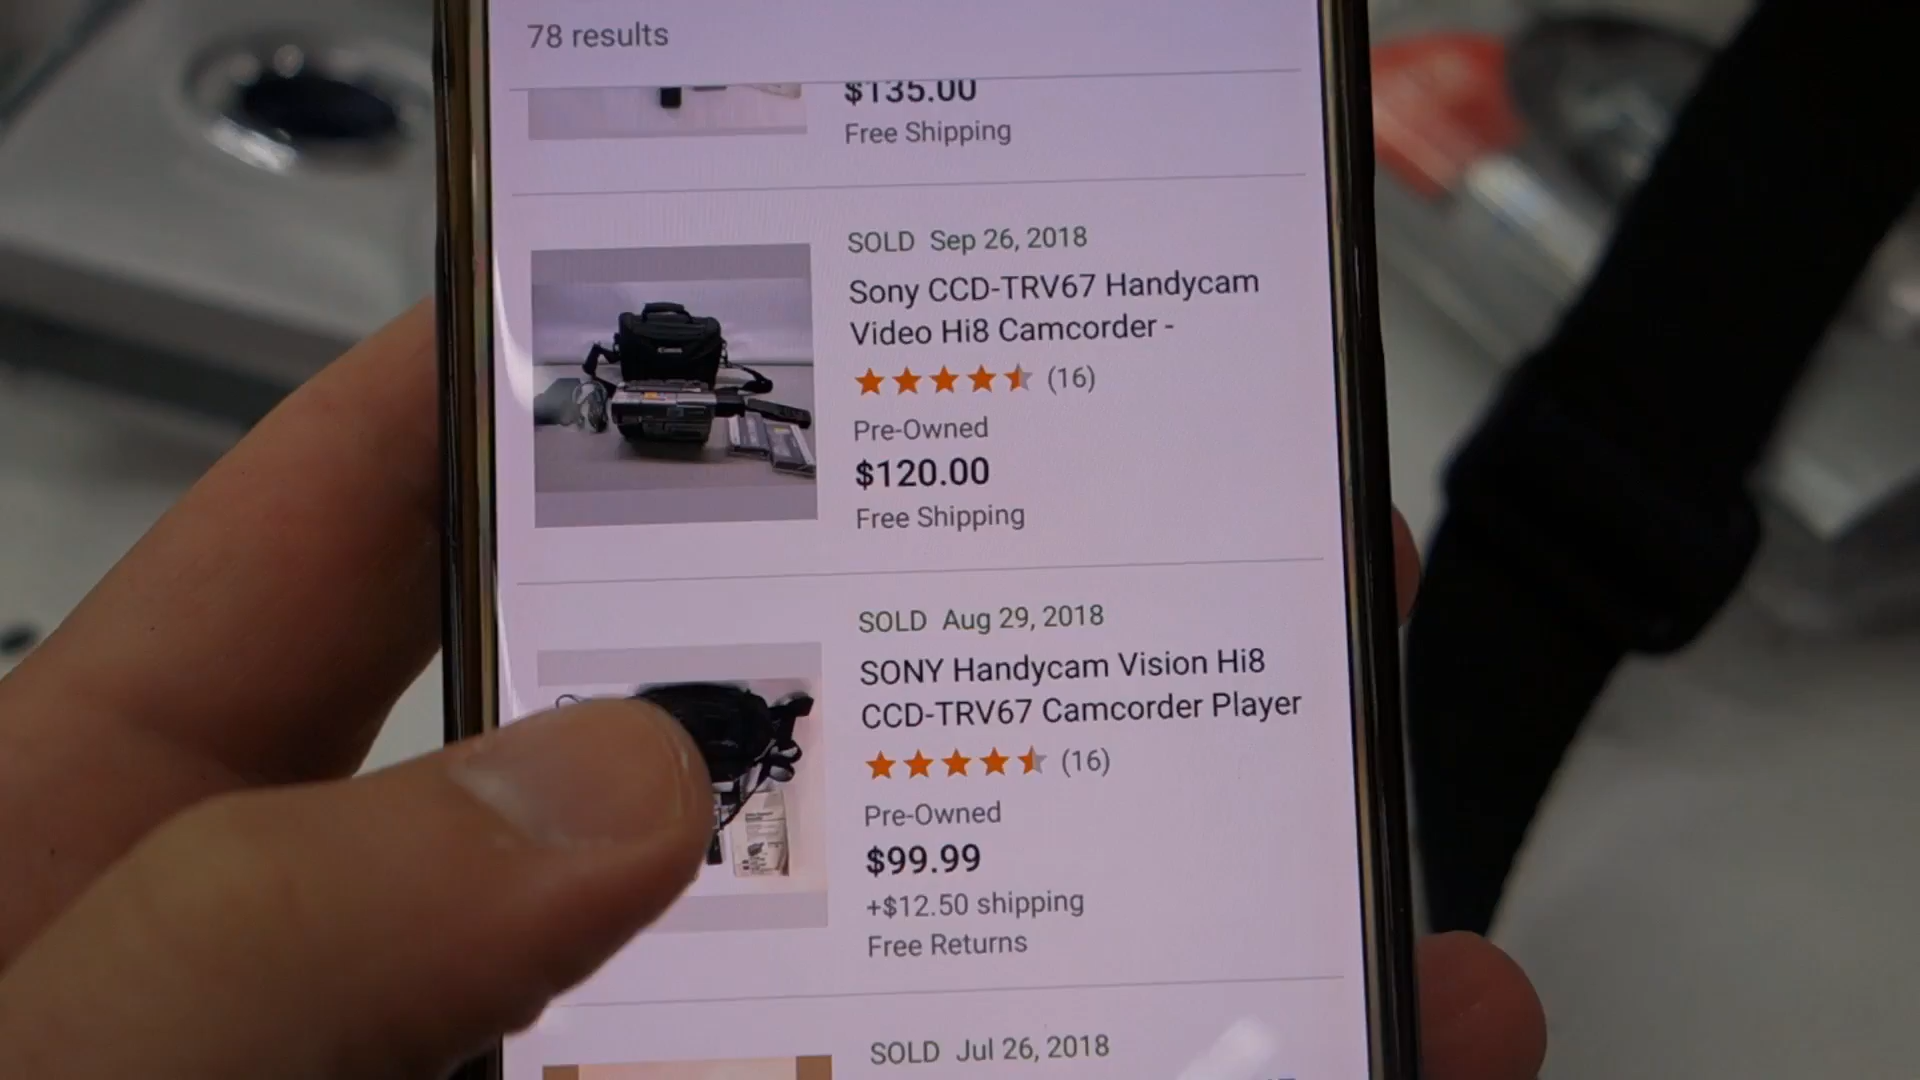 78 results
$135.00
Free Shipping
SOLD Sep 26, 2018
Sony CCD-TRV67 Handycam
Video Hi8 Camcorder -
(16)
Pre-Owned
$120.00
Free Shipping
Canon
SOLD Aug 29, 2018
SONY Handycam Vision Hi8
CCD-TRV67 Camcorder Player
(16)
Pre-Owned
$99.99
+$12.50 shipping
Free Returns
SOLD Jul 26, 2018